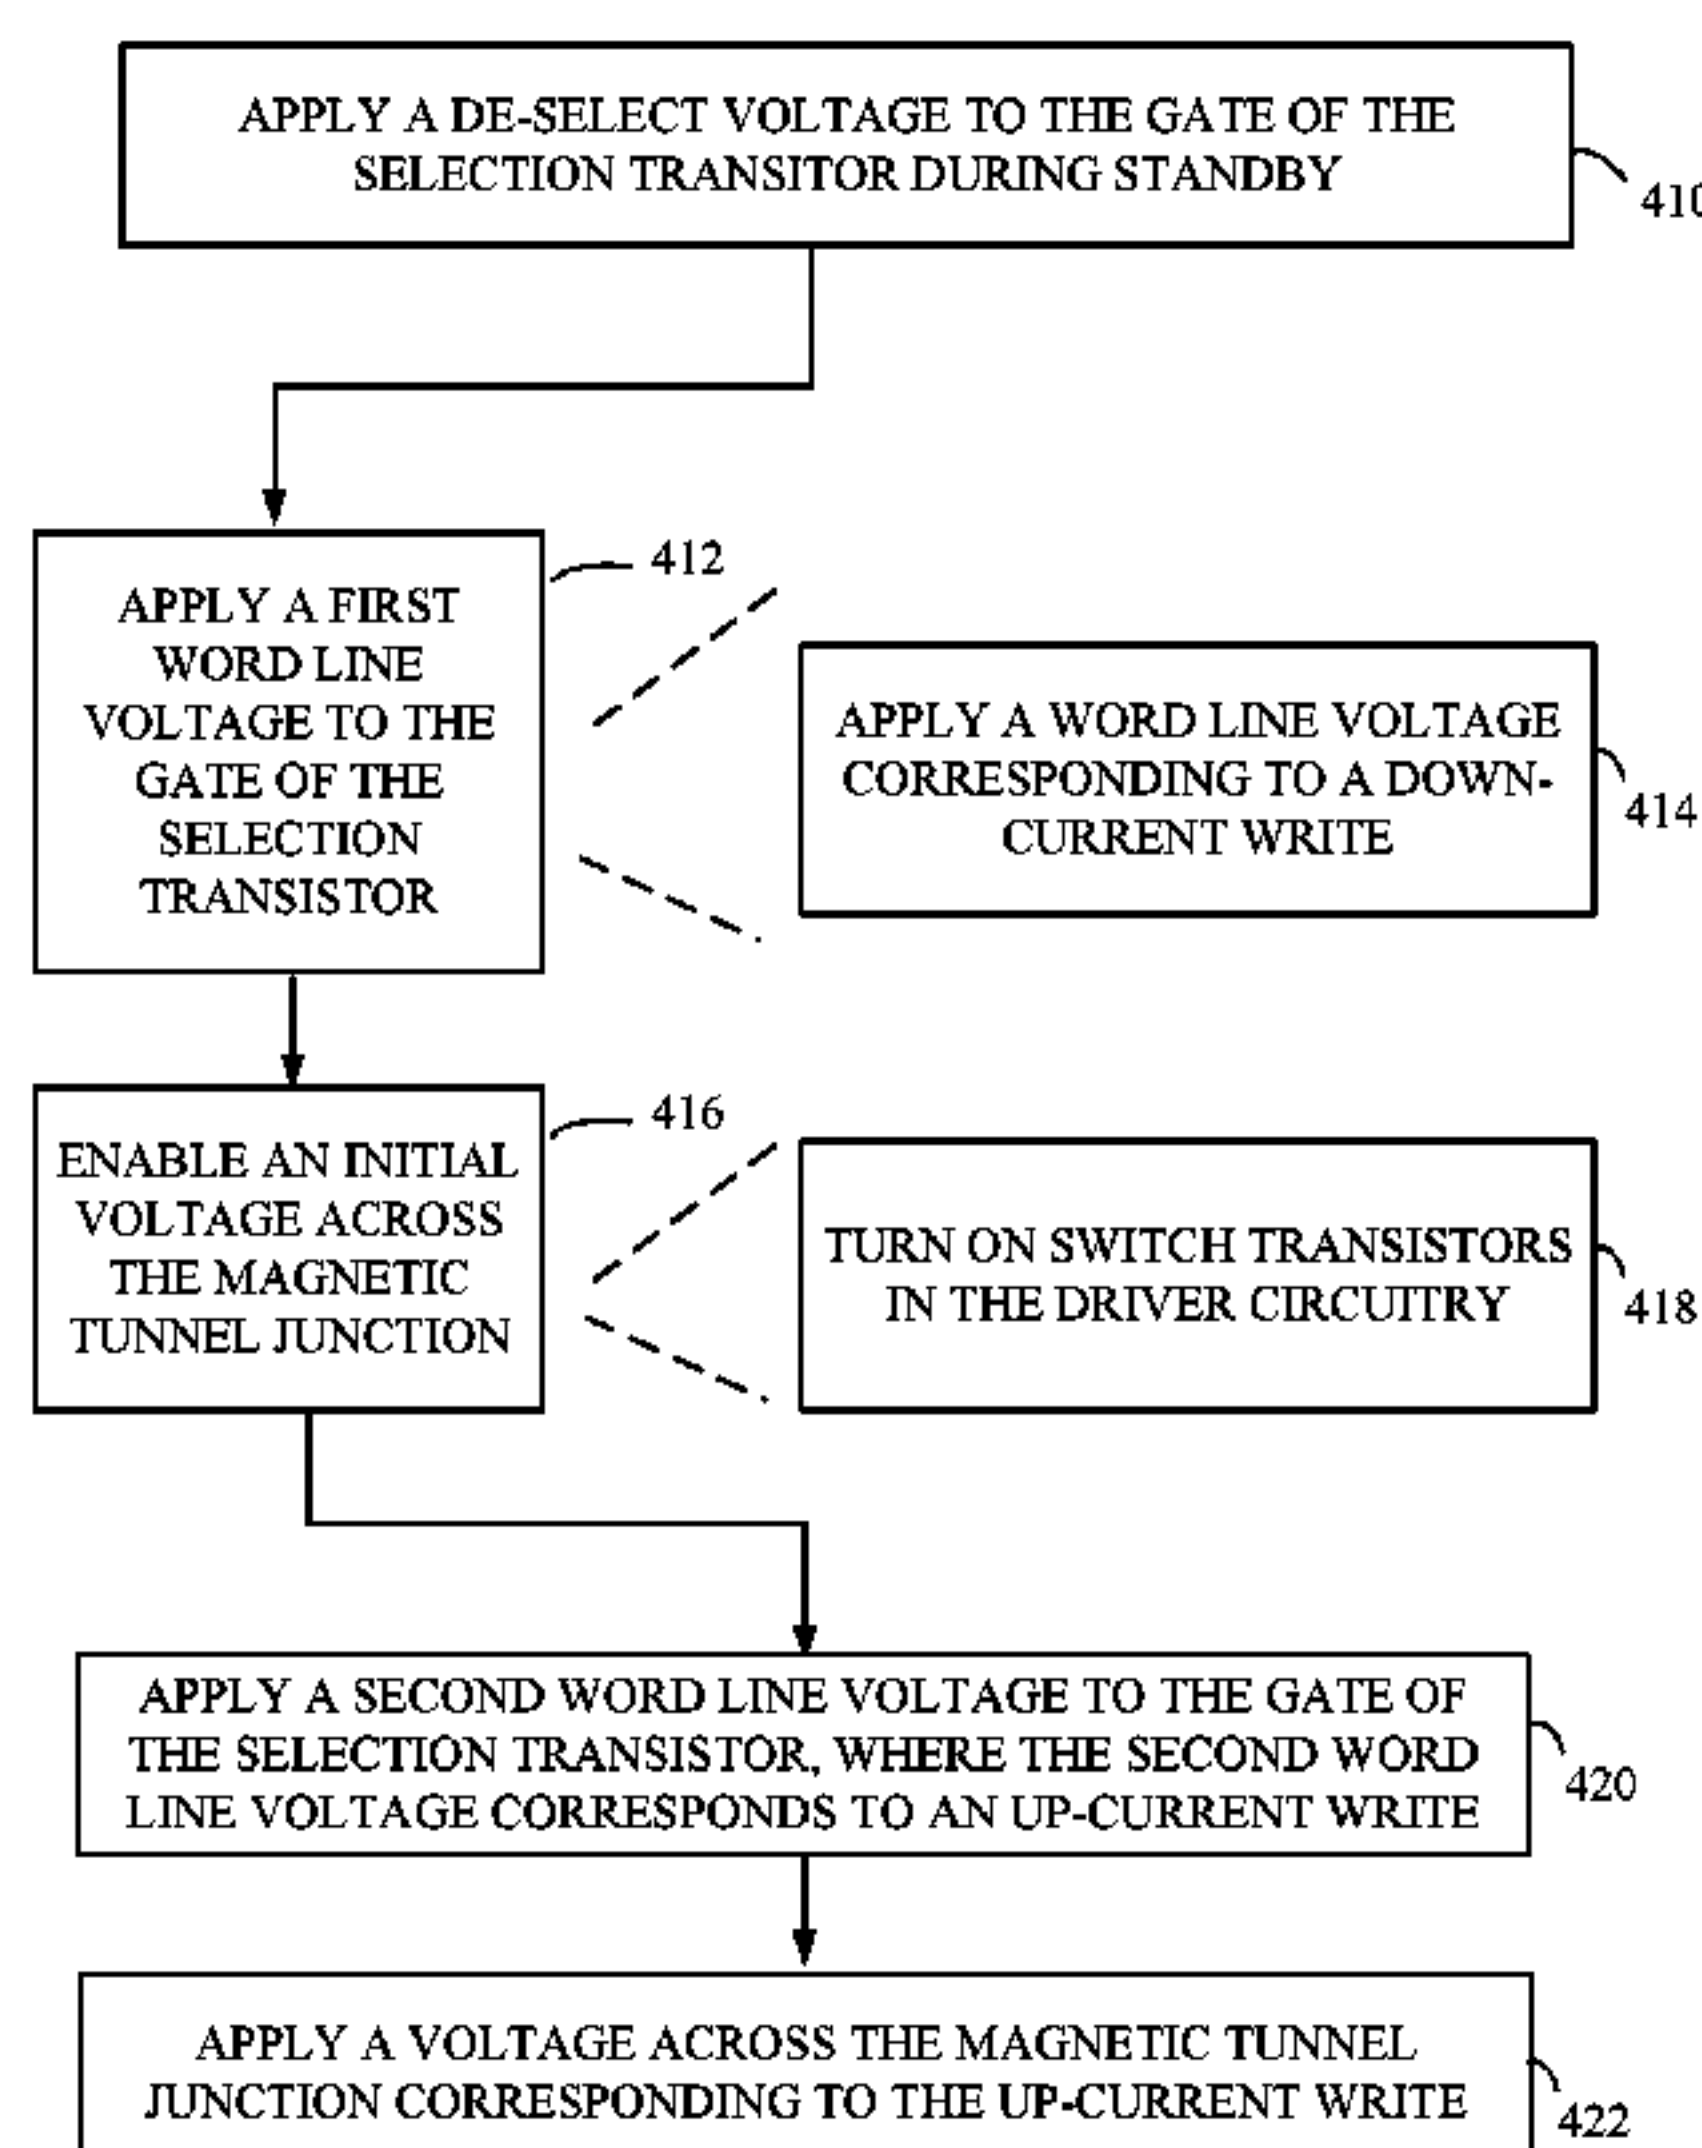 APPLY A DE-SELECT VOLTAGE TO THE GATE OF THE
SELECTION TRANSITOR DURING STANDBY
410
412
APPLY A FIRST
WORD LINE
VOLTAGE TO THE
GATE OF THE
SELECTION
TRANSISTOR
APPLY A WORD LINE VOLTAGE
CORRESPONDING TO A DOWN-
CURRENT WRITE
414
416
ENABLE AN INITIAL
VOLTAGE ACROSS
THE MAGNETIC
TUNNEL JUNCTION
TURN ON SWITCH TRANSISTORS
IN THE DRIVER CIRCUITRY
418
APPLY A SECOND WORD LINE VOLTAGE TO THE GATE OF
THE SELECTION TRANSISTOR, WHERE THE SECOND WORD
LINE VOLTAGE CORRESPONDS TO AN UP-CURRENT WRITE
420
APPLY A VOLTAGE ACROSS THE MAGNETIC TUNNEL
JUNCTION CORRESPONDING TO THE UP-CURRENT WRITE
422